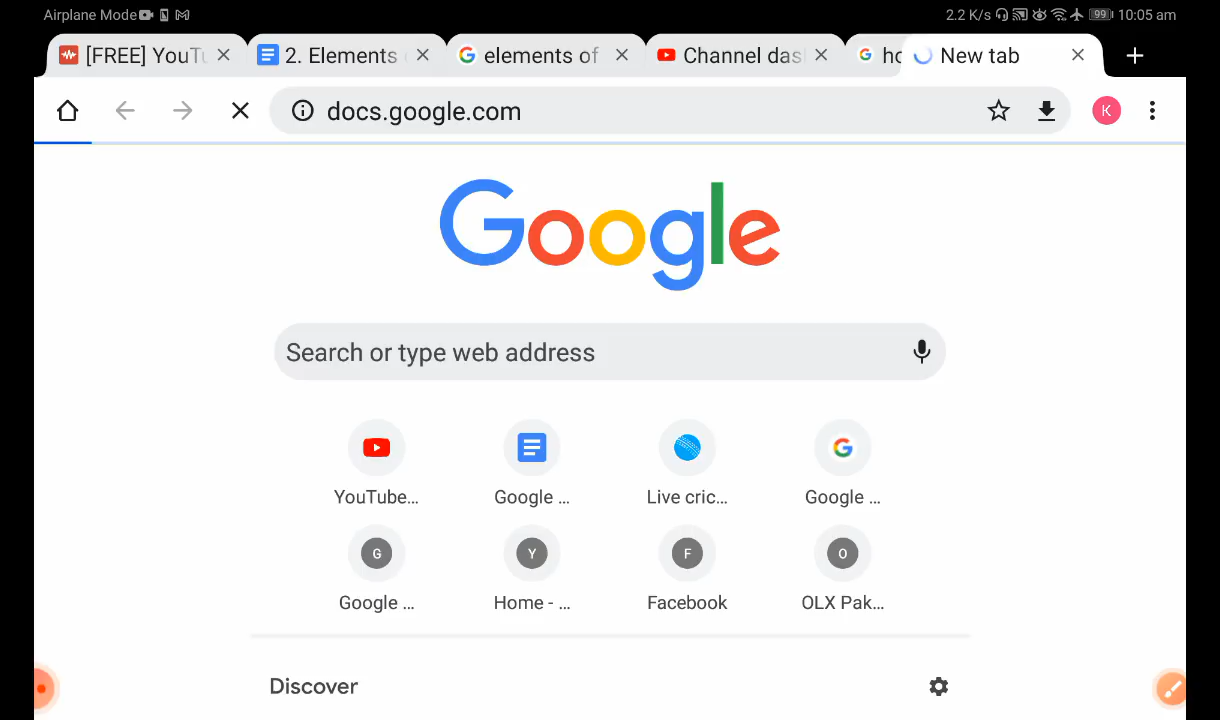 Airplane Mode 2.2 K/s 99 10:05 am
[FREE] YouTu 2. Elements elements of Channel das ho New tab
docs.google.com K
Google
Search or type web address
YouTube... Google ... Live cric... Google ...
G Y F O
Google ... Home - ... Facebook OLX Pak...
Discover